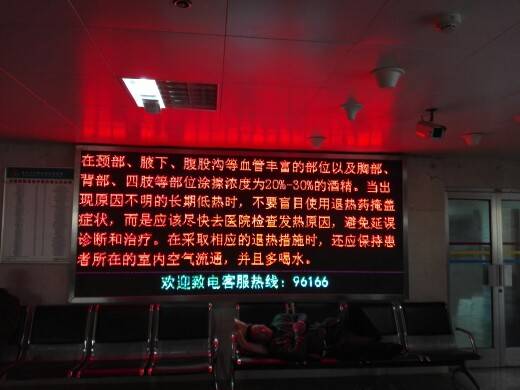 在颈部、腋下、腹股沟等血管丰富的部位以及胸部、
背部、四肢等部位涂擦浓度为20%-30%的酒精。当出
现原因不明的长期低热时，不要盲目使用退热药掩盖
症状，而是应该尽快去医院检查发热原因，避免延误
诊断和治疗。在采取相应的退热措施时，还应保持患
者所在的室内空气流通，并且多喝水。
欢迎致电客服热线：96166